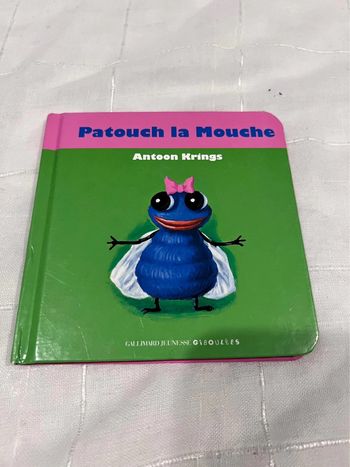 Patouch la Mouche
Antoon Krings
GALLIMARD JEUNESSE GIBOULÉES